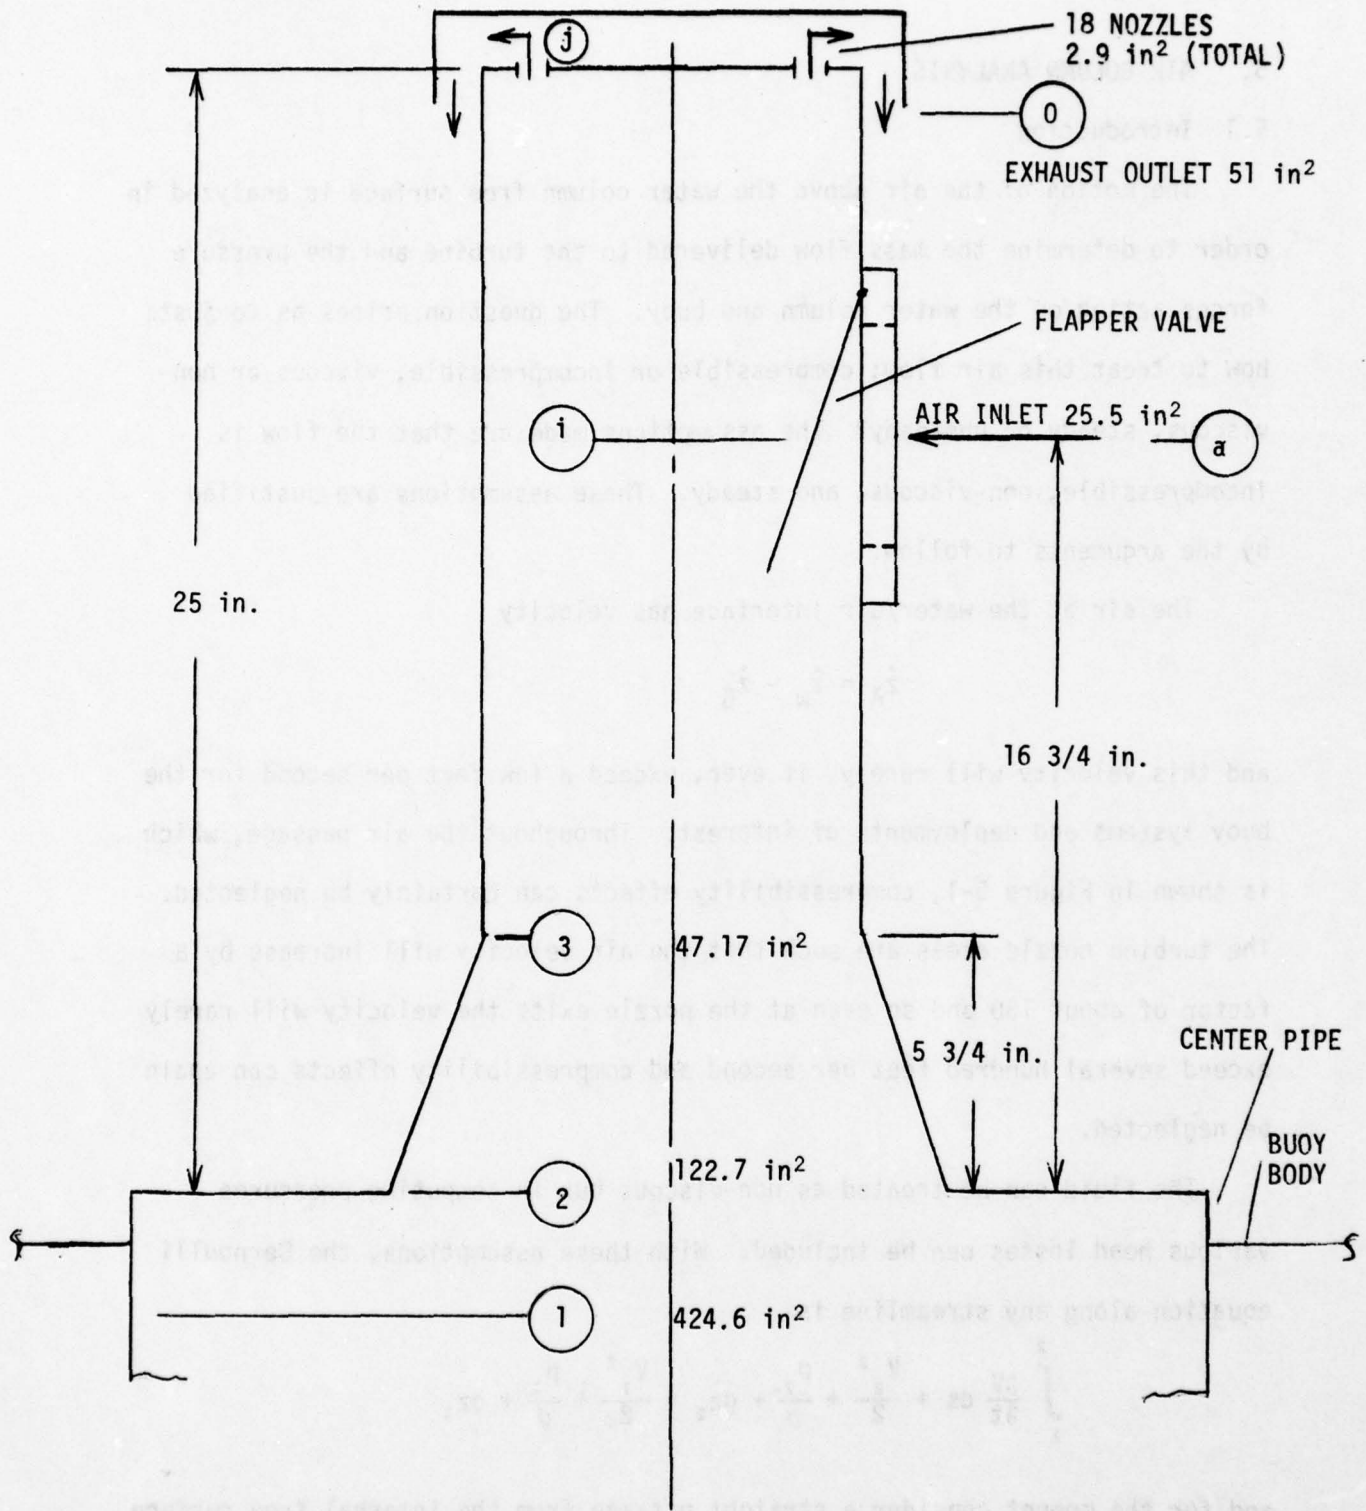 18 NOZZLES
2.9 in² (TOTAL)
j
O
EXHAUST OUTLET 51 in²
FLAPPER VALVE
AIR INLET 25.5 in²
i
a
25 in.
16 3/4 in.
3
47.17 in²
5 3/4 in.
CENTER PIPE
BUOY
BODY
122.7 in²
2
1
424.6 in²